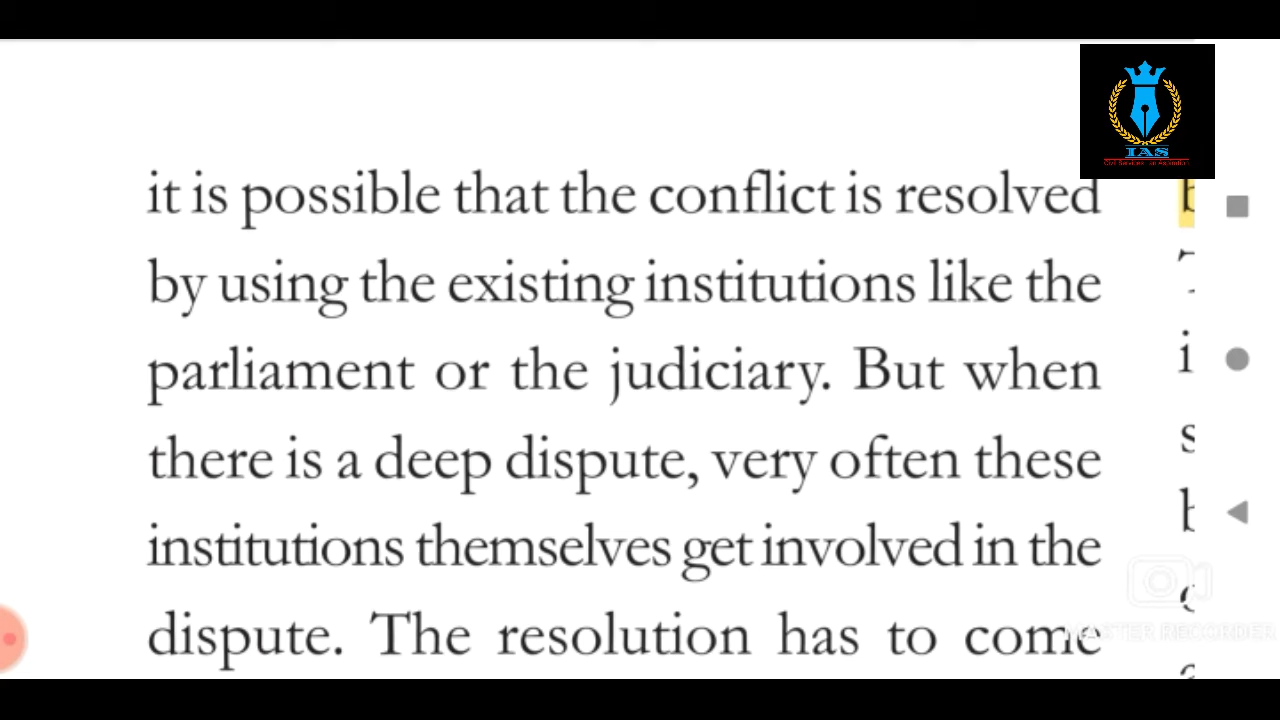 IAS
it is possible that the conflict is resolved
by using the existing institutions like the
parliament or the judiciary. But when
there is a deep dispute, very often these
institutions themselves get involved in the
dispute. The resolution has to come
MASTER RECORDER